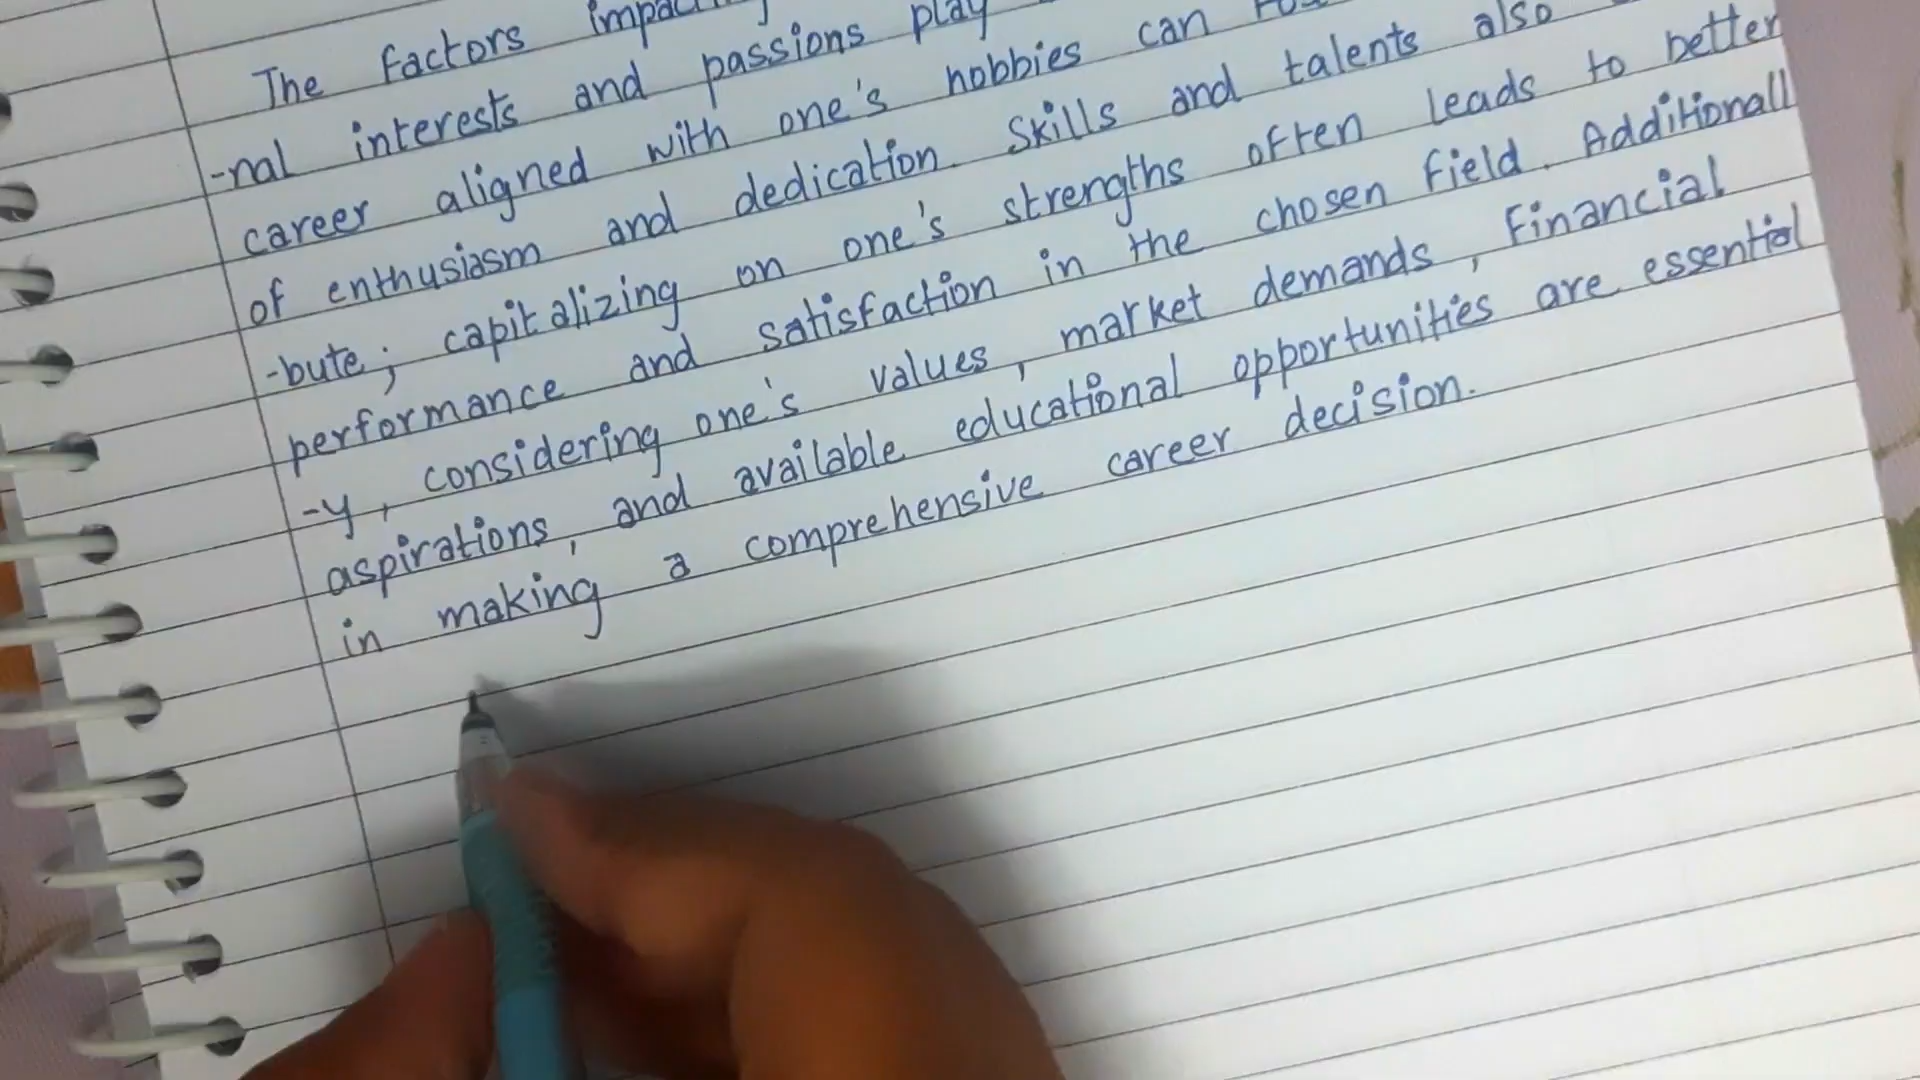 The factors
-nal interests and passions play
career aligned with one's hobbies can
of enthusiasm and dedication. Skills and talents also
-bute; capitalizing on one's strengths often leads to better
performance and satisfaction in the chosen field. Additionall
-y, considering one's values, market demands, financial
aspirations, and available educational opportunities are essential
in making a comprehensive career decision.